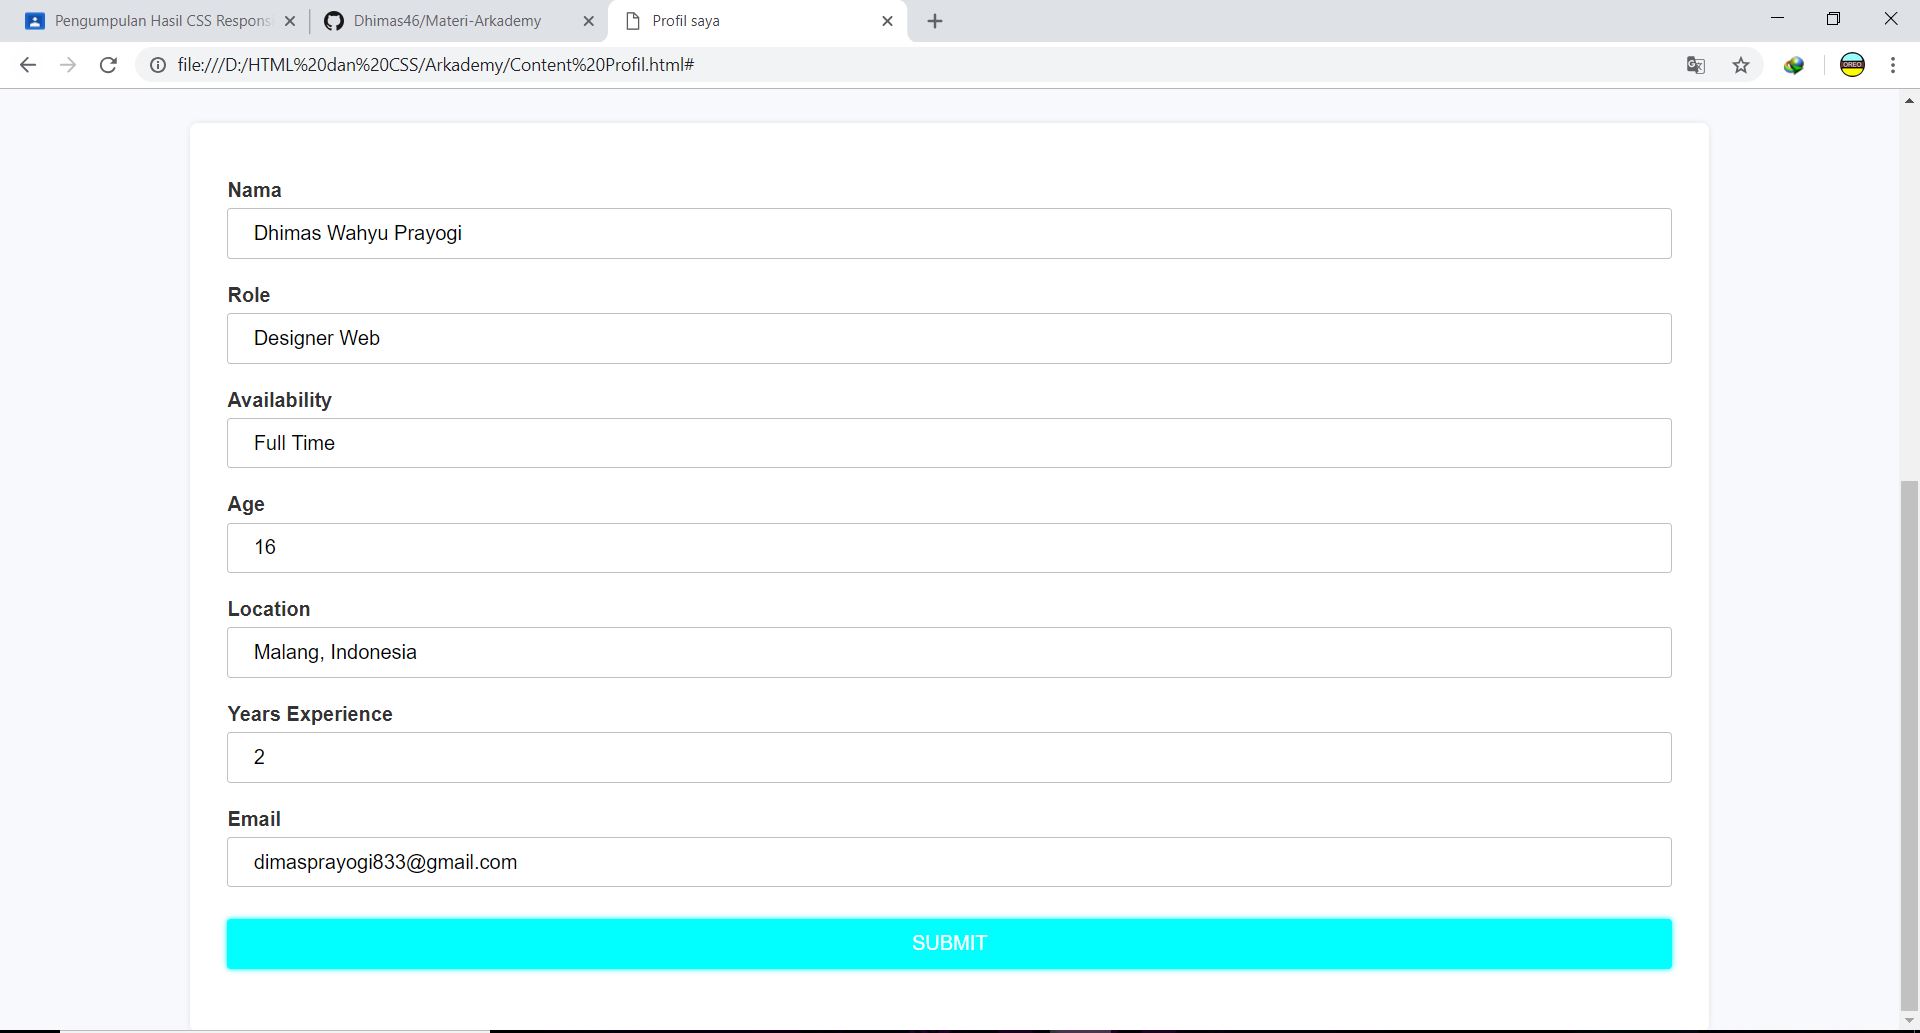 Pengumpulan Hasil CSS Respons
Dhimas46/Materi-Arkademy
Profil saya
file:///D:/HTML%20dan%20CSS/Arkademy/Content%20Profil.html#
OREO
Nama
Dhimas Wahyu Prayogi
Role
Designer Web
Availability
Full Time
Age
16
Location
Malang, Indonesia
Years Experience
2
Email
dimasprayogi833@gmail.com
SUBMIT